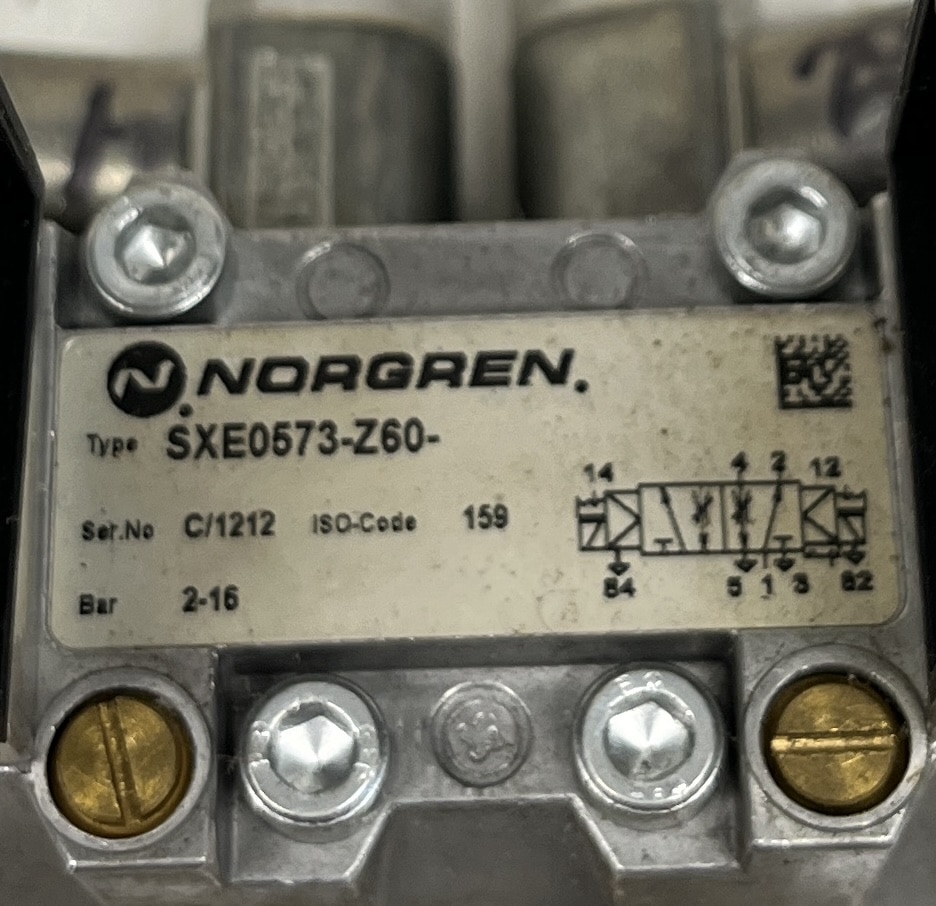 NORGREN.
Type SXE0573-Z60-
Ser.No C/1212 ISO-Code 159
Bar 2-16
14 4 2 12
84 5 1 3 82